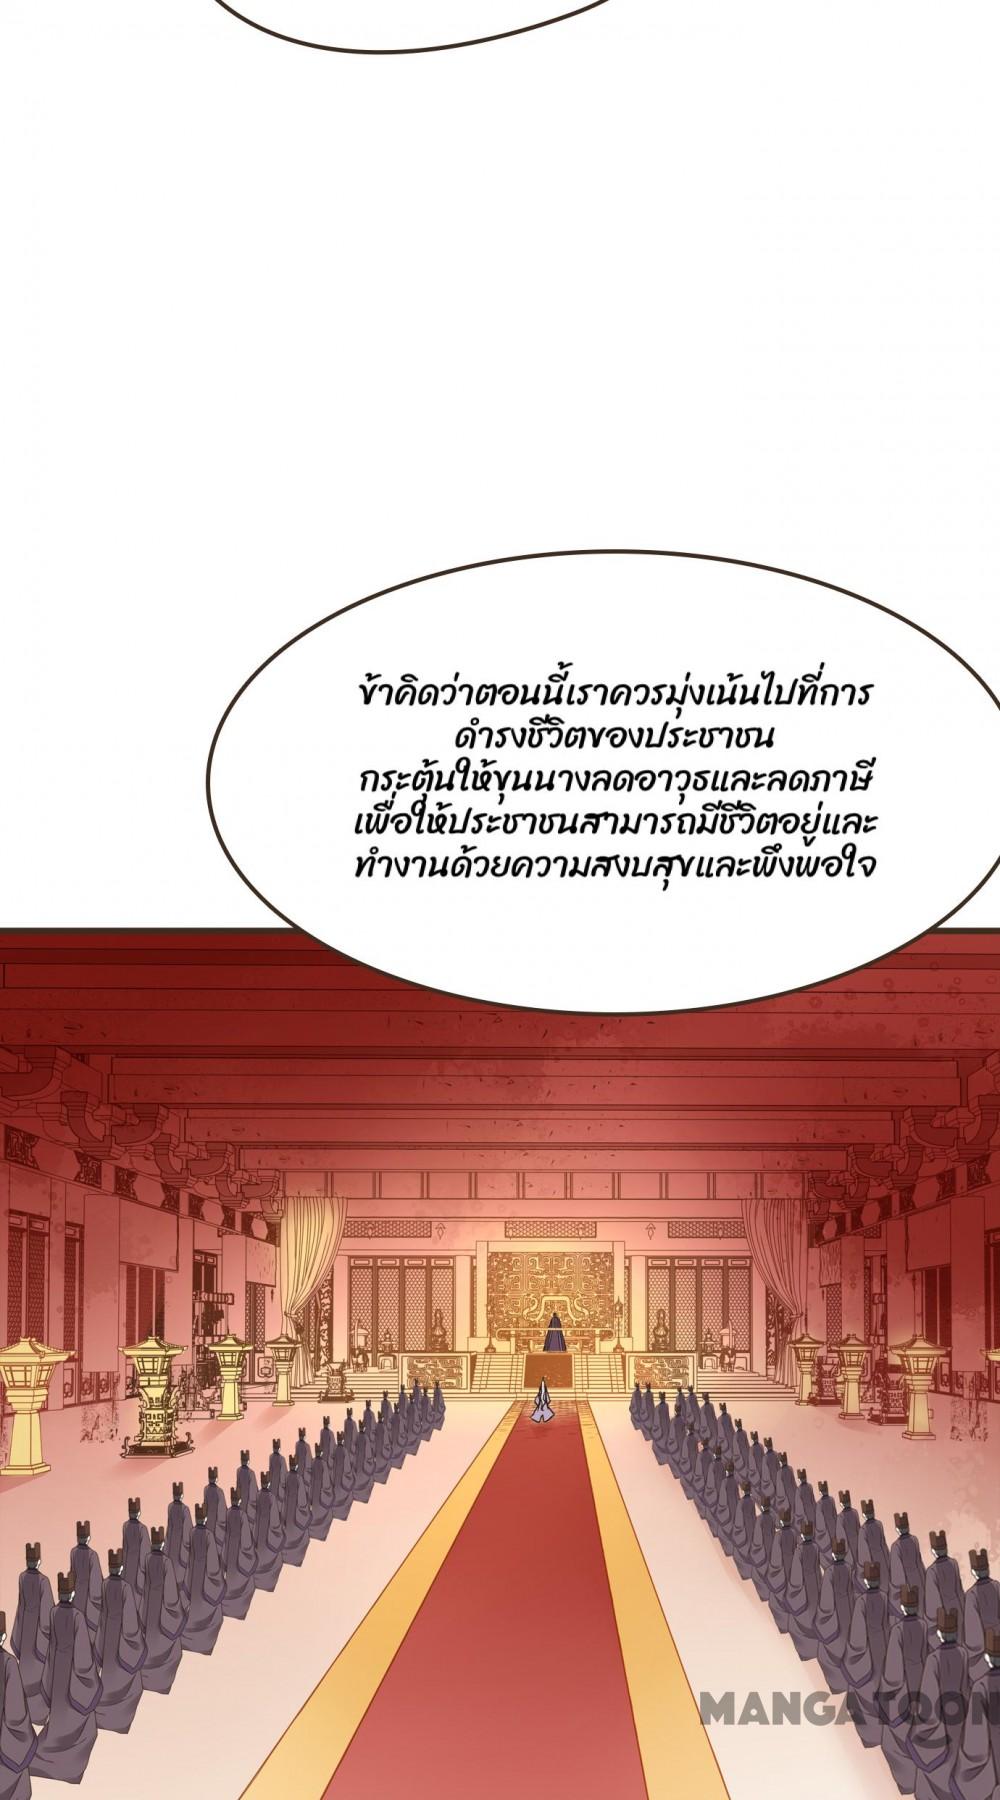 ข้าคิดว่าตอนนี้เราควรมุ่งเน้นไปที่การ
ดำรงชีวิตของประชาชน
กระตุ้นให้ขุนนางลดอาวุธและลดภาษี
เพื่อให้ประชาชนสามารถมีชีวิตอยู่และ
ทำงานด้วยความสงบสุขและพึงพอใจ
MANGATOON